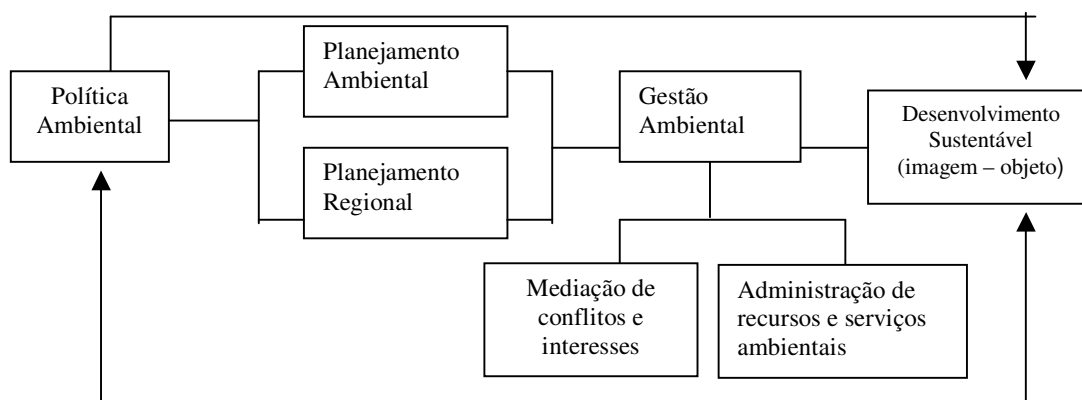 Política
Ambiental
Planejamento
Ambiental
Planejamento
Regional
Gestão
Ambiental
Desenvolvimento
Sustentável
(imagem – objeto)
Mediação de
conflitos e
interesses
Administração de
recursos e serviços
ambientais